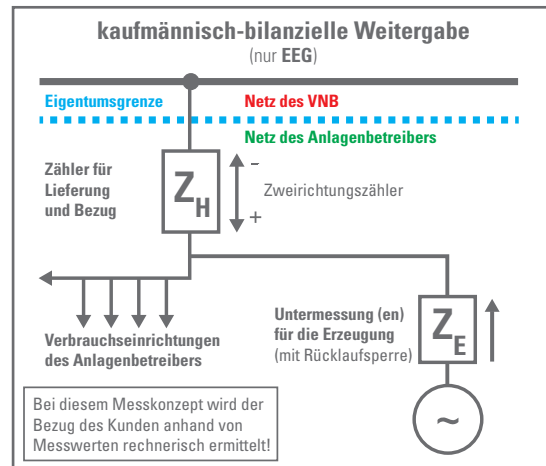 kaufmännisch-bilanzielle Weitergabe
(nur EEG)
Eigentumsgrenze
Netz des VNB
Netz des Anlagenbetreibers
Zähler für
Lieferung
und Bezug
Z_H
–
+
Zweirichtungszähler
Verbrauchseinrichtungen
des Anlagenbetreibers
Untermessung (en)
für die Erzeugung
(mit Rücklaufsperre)
Z_E
~
Bei diesem Messkonzept wird der
Bezug des Kunden anhand von
Messwerten rechnerisch ermittelt!